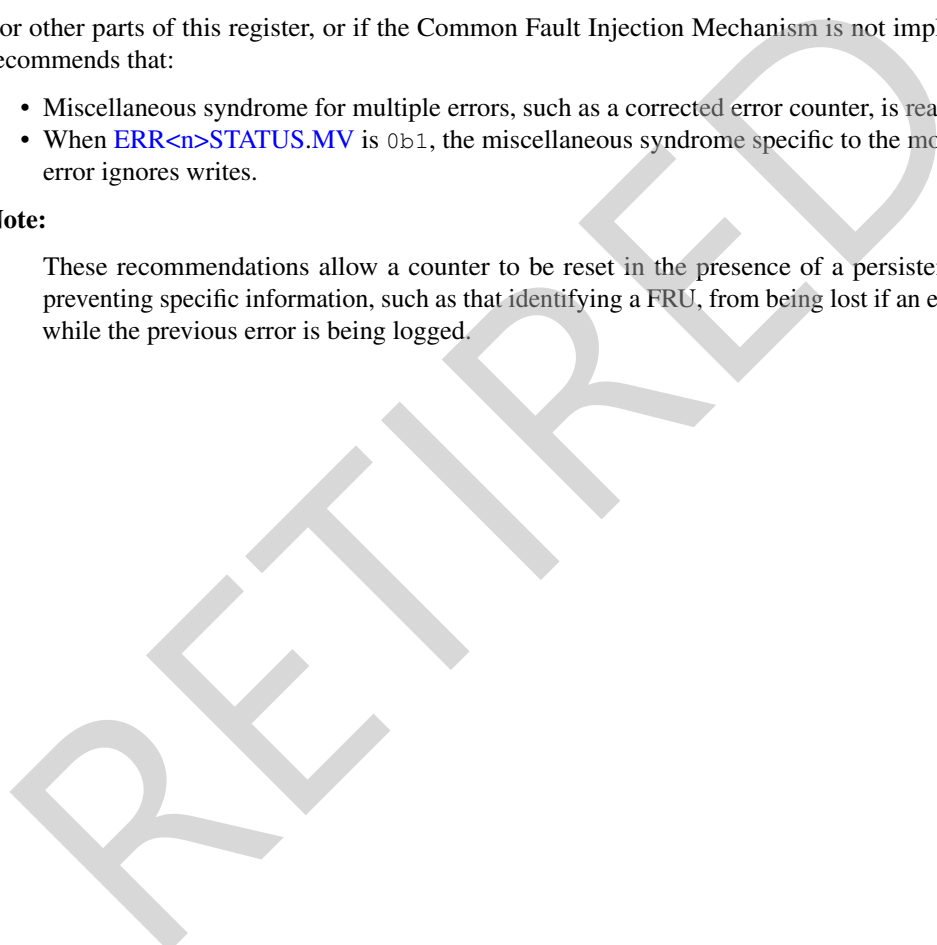 or other parts of this register, or if the Common Fault Injection Mechanism is not impl
ecommends that:
• Miscellaneous syndrome for multiple errors, such as a corrected error counter, is rea
• When ERR<n>STATUS.MV is 0b1, the miscellaneous syndrome specific to the mo
error ignores writes.
Note:
These recommendations allow a counter to be reset in the presence of a persiste
preventing specific information, such as that identifying a FRU, from being lost if an e
while the previous error is being logged.
RETIRED